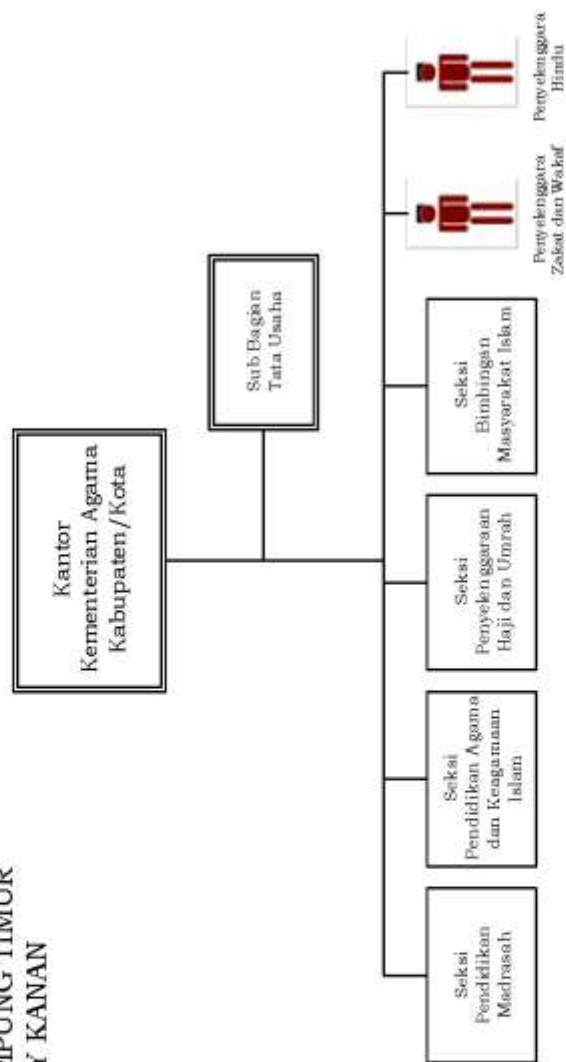 MPUNG TIMUR
Y KANAN
Kantor
Kementerian Agama
Kabupaten/Kota
Sub Bagian
Tata Usaha
Seksi
Pendidikan
Madrasah
Seksi
Pendidikan Agama
dan Keagamaan
Islam
Seksi
Penyelenggaraan
Haji dan Umrah
Seksi
Bimbingan
Masyarakat Islam
Penyelenggara
Zakat dan Wakaf
Penyelenggara
Hindu